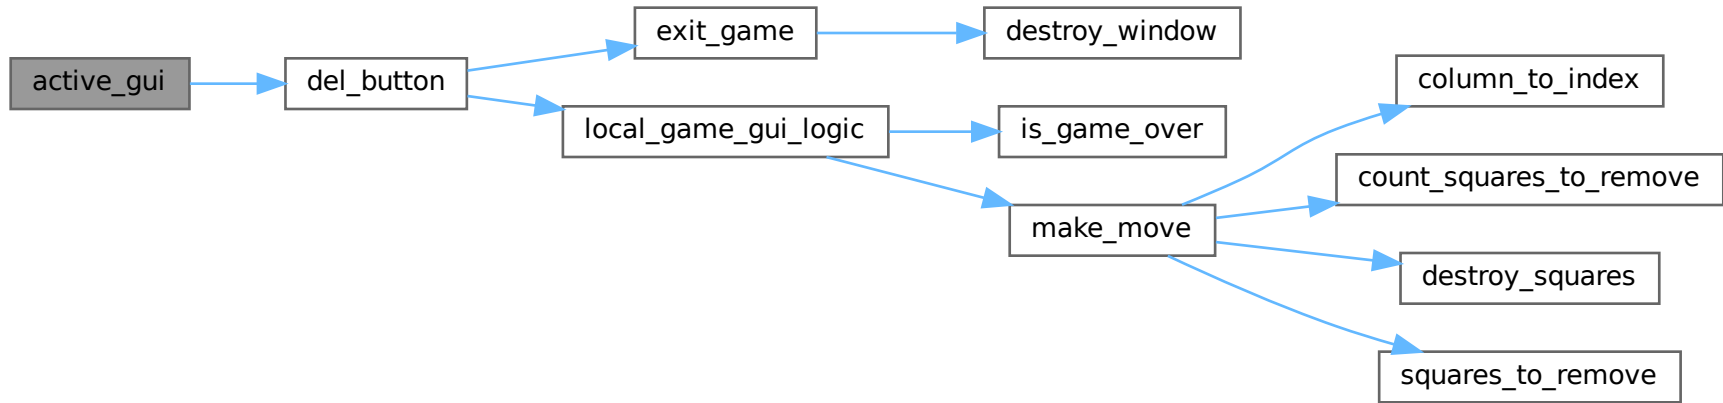 active_gui
del_button
exit_game
destroy_window
local_game_gui_logic
is_game_over
make_move
column_to_index
count_squares_to_remove
destroy_squares
squares_to_remove